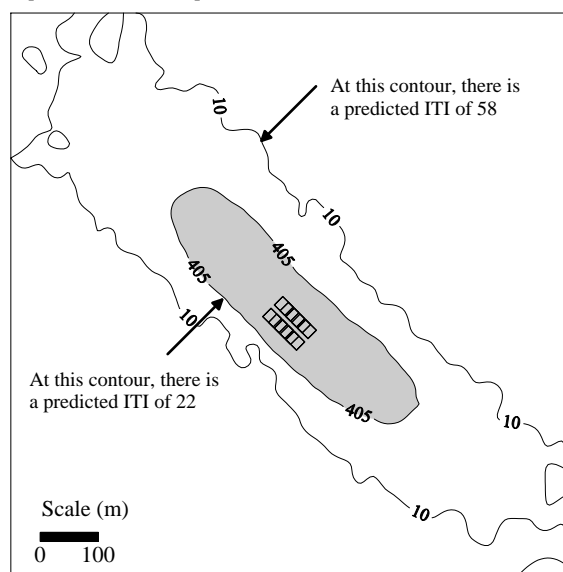 At this contour, there is
a predicted ITI of 58
10
10
405
405
10
At this contour, there is
a predicted ITI of 22
405
10
10
Scale (m)
0 100